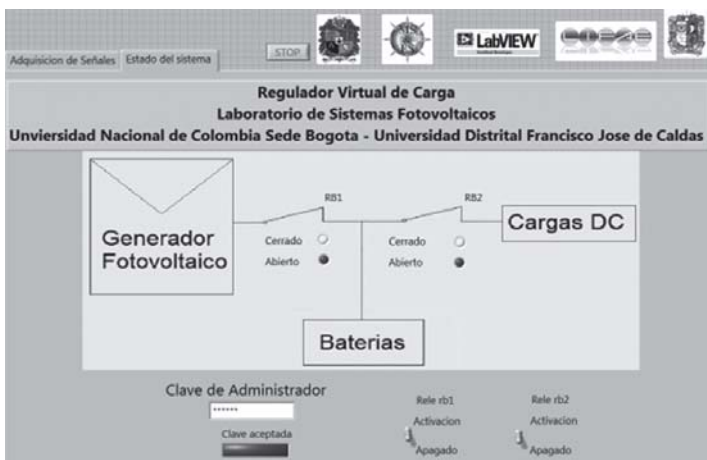 Adquisicion de Señales
Estado del sistema
STOP
LabVIEW
Regulador Virtual de Carga
Laboratorio de Sistemas Fotovoltaicos
Unviersidad Nacional de Colombia Sede Bogota - Universidad Distrital Francisco Jose de Caldas
Generador
Fotovoltaico
RB1
Cerrado
Abierto
RB2
Cerrado
Abierto
Cargas DC
Baterias
Clave de Administrador
******
Clave aceptada
Rele rb1
Activacion
Apagado
Rele rb2
Activacion
Apagado